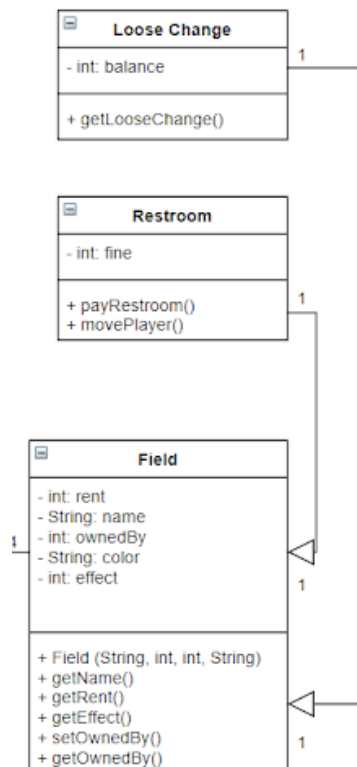 Loose Change
- int: balance
+ getLooseChange()
1
Restroom
- int: fine
+ payRestroom()
+ movePlayer()
1
Field
- int: rent
- String: name
- int: ownedBy
- String: color
- int: effect
4
1
+ Field (String, int, int, String)
+ getName()
+ getRent()
+ getEffect()
+ setOwnedBy()
+ getOwnedBy()
1